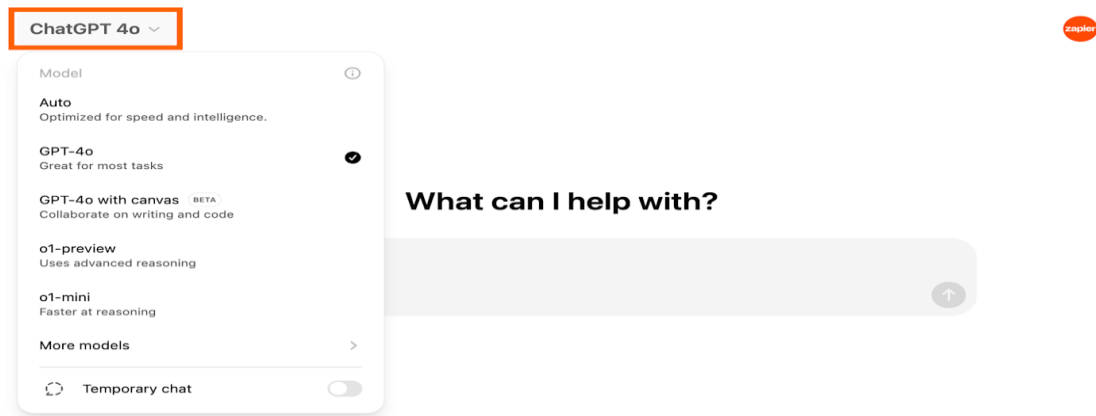 ChatGPT 4o
zapier
Model
Auto
Optimized for speed and intelligence.
GPT-4o
Great for most tasks
GPT-4o with canvas BETA
Collaborate on writing and code
o1-preview
Uses advanced reasoning
o1-mini
Faster at reasoning
More models
Temporary chat
What can I help with?